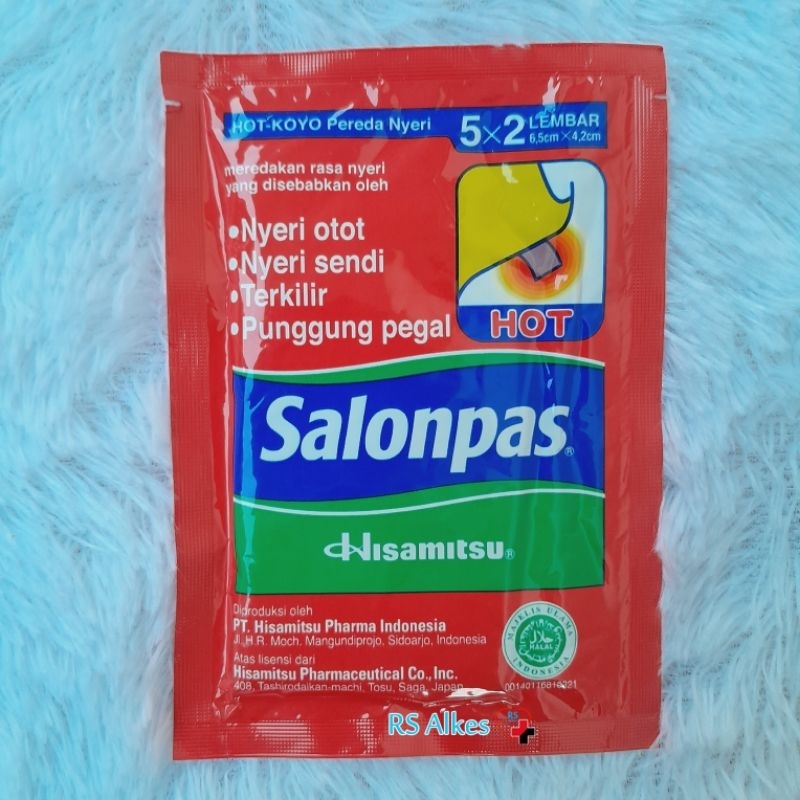 HOT-KOYO Pereda Nyeri
5×2 LEMBAR
6,5cm×4,2cm
meredakan rasa nyeri
yang disebabkan oleh
•Nyeri otot
•Nyeri sendi
•Terkilir
•Punggung pegal
HOT
Salonpas®
Hisamitsu®
Diproduksi oleh
PT. Hisamitsu Pharma Indonesia
Jl. H.R. Moch. Mangundiprojo, Sidoarjo, Indonesia
Atas lisensi dari
Hisamitsu Pharmaceutical Co., Inc.
408, Tashirodaikan-machi, Tosu, Saga, Japan
MAJELIS ULAMA
حلال
HALAL
INDONESIA
RS Alkes
RS